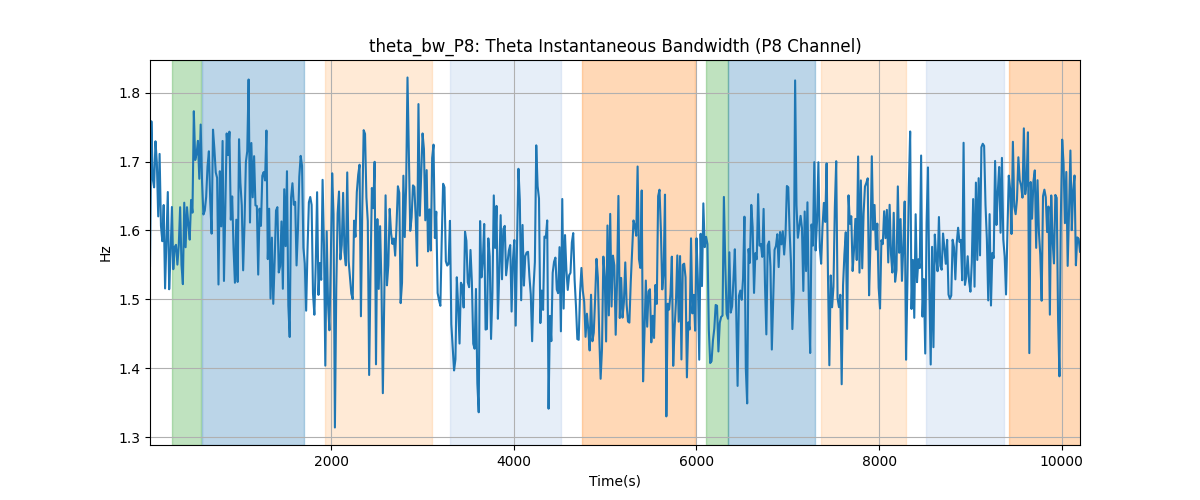 theta_bw_P8: Theta Instantaneous Bandwidth (P8 Channel)
1.8
1.7
1.6
1.5
1.4
1.3
Hz
2000 4000 6000 8000 10000
Time(s)